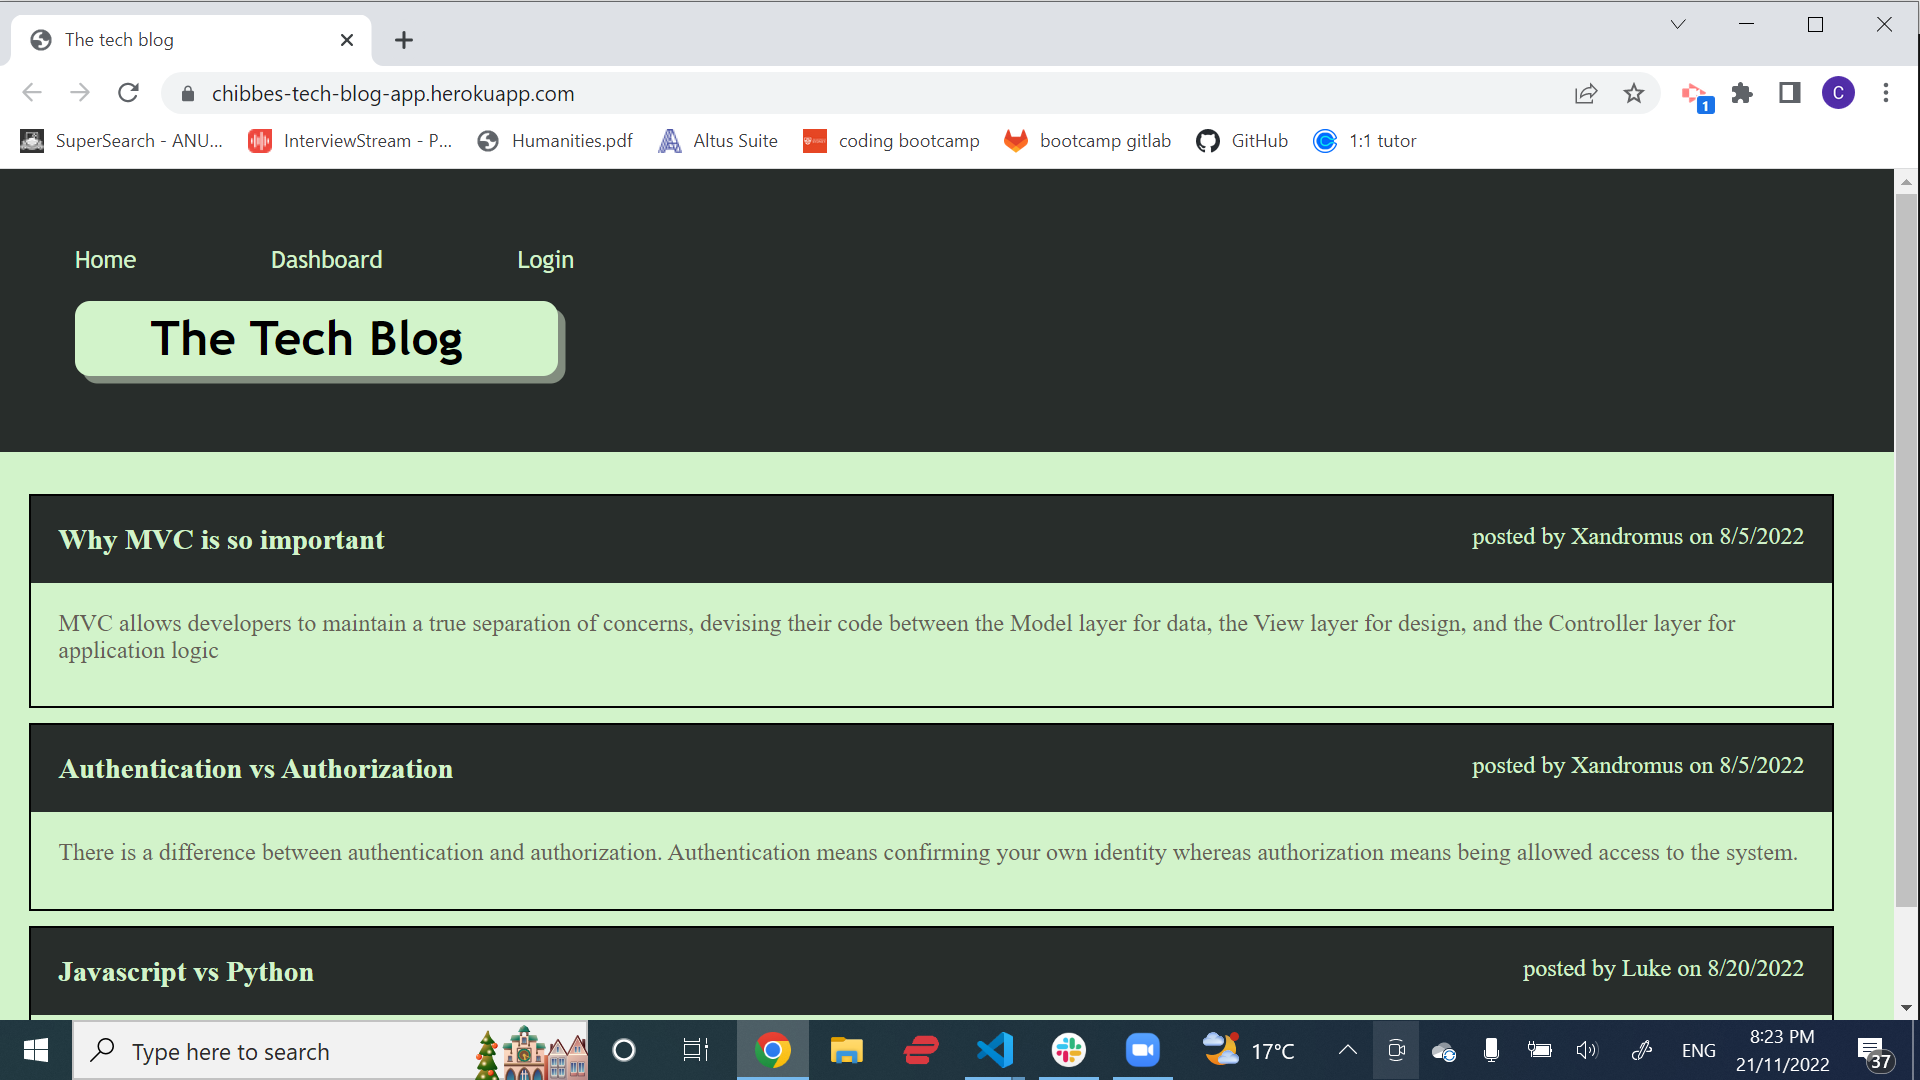 The tech blog
chibbes-tech-blog-app.herokuapp.com
1
C
SuperSearch - ANU... InterviewStream - P... Humanities.pdf Altus Suite coding bootcamp bootcamp gitlab GitHub 1:1 tutor
Home Dashboard Login
The Tech Blog
Why MVC is so important posted by Xandromus on 8/5/2022
MVC allows developers to maintain a true separation of concerns, devising their code between the Model layer for data, the View layer for design, and the Controller layer for
application logic
Authentication vs Authorization posted by Xandromus on 8/5/2022
There is a difference between authentication and authorization. Authentication means confirming your own identity whereas authorization means being allowed access to the system.
Javascript vs Python posted by Luke on 8/20/2022
Type here to search 17°C ENG 8:23 PM
21/11/2022 37